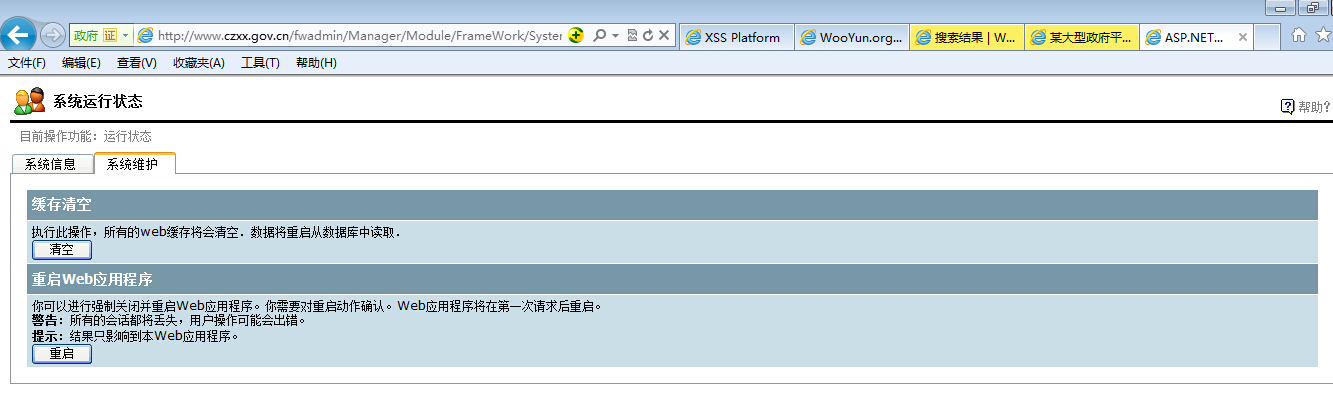 政府 证 http://www.czxx.gov.cn/fwadmin/Manager/Module/FrameWork/System XSS Platform WooYun.org... 搜索结果 | W... 某大型政府平... ASP.NET...
文件(F) 编辑(E) 查看(V) 收藏夹(A) 工具(T) 帮助(H)
系统运行状态
帮助?
目前操作功能：运行状态
系统信息 系统维护
缓存清空
执行此操作，所有的web缓存将会清空．数据将重启从数据库中读取．
清空
重启Web应用程序
你可以进行强制关闭并重启Web应用程序。你需要对重启动作确认。Web应用程序将在第一次请求后重启。
警告：所有的会话都将丢失，用户操作可能会出错。
提示：结果只影响到本Web应用程序。
重启